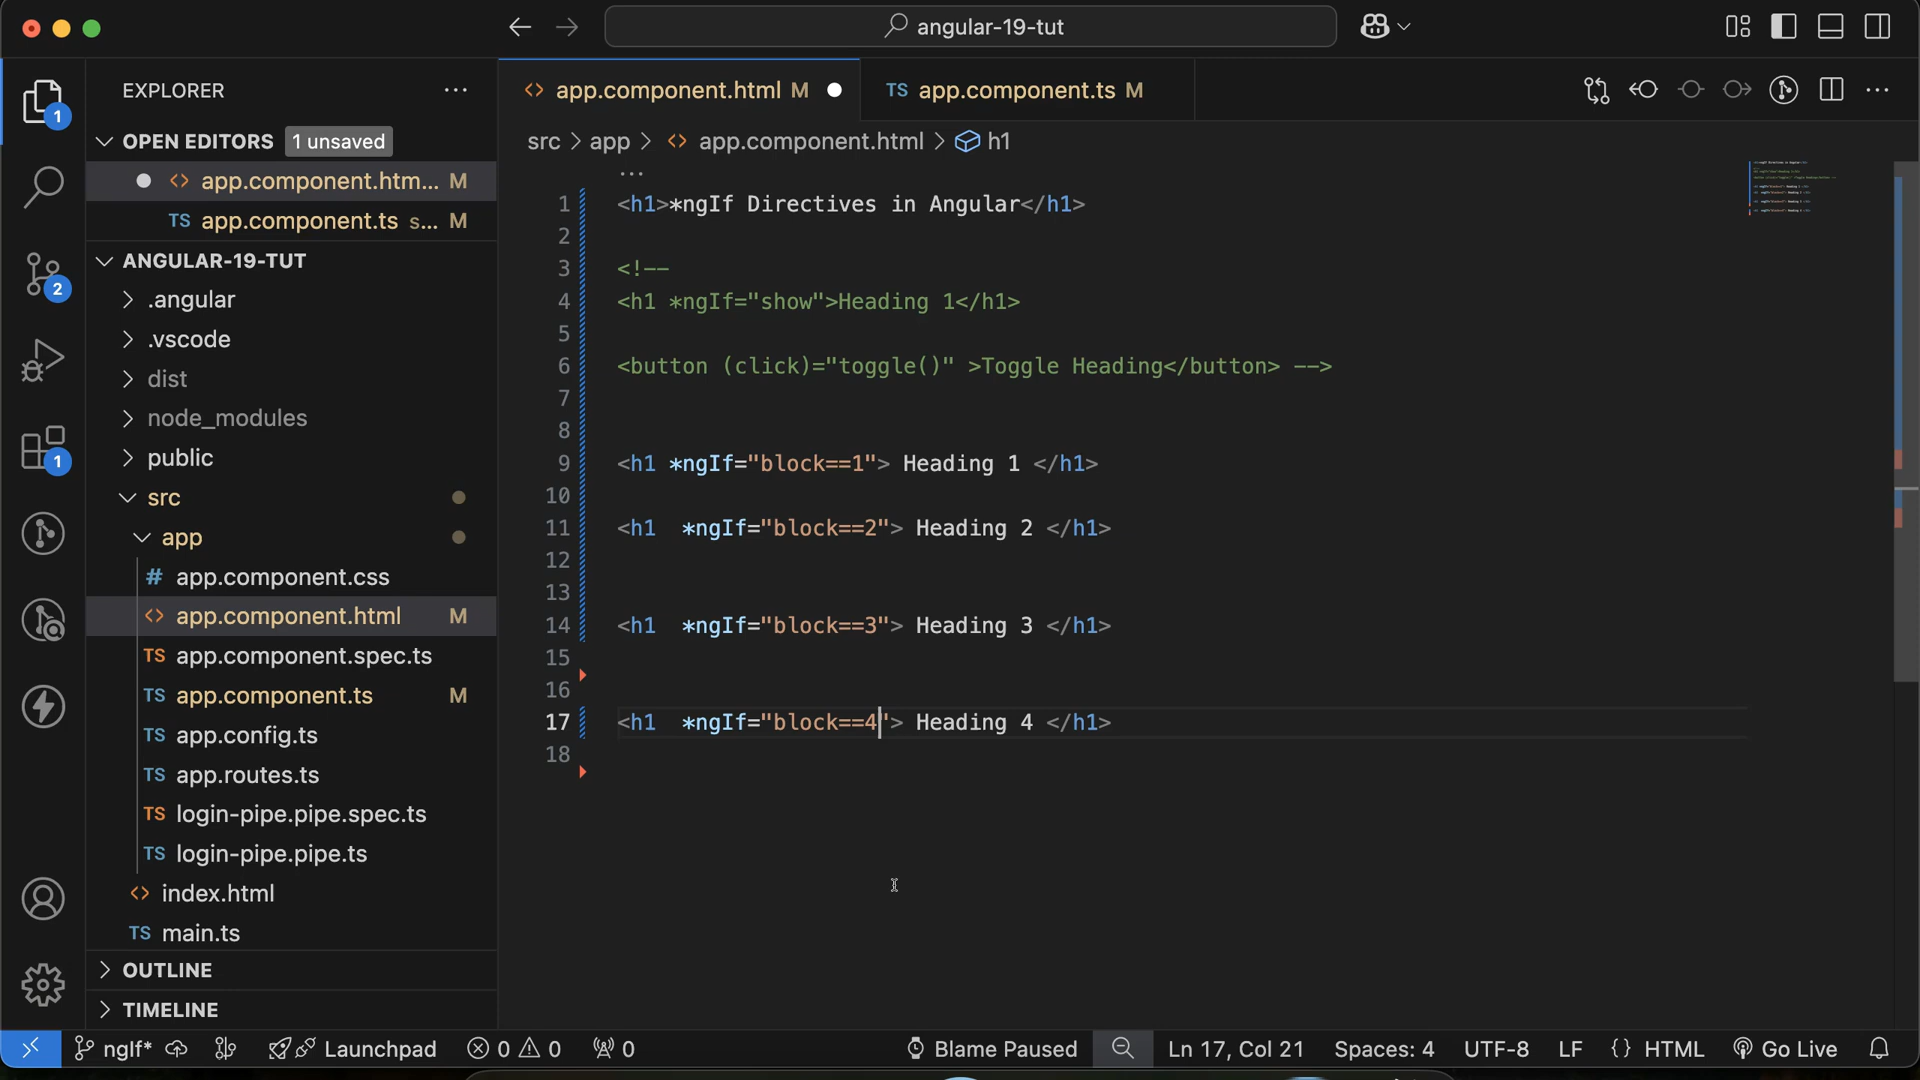 angular-19-tut
EXPLORER
OPEN EDITORS 1 unsaved
app.component.htm... M
TS app.component.ts s... M
ANGULAR-19-TUT
.angular
.vscode
dist
node_modules
public
src
app
# app.component.css
<> app.component.html M
TS app.component.spec.ts
TS app.component.ts M
TS app.config.ts
TS app.routes.ts
TS login-pipe.pipe.spec.ts
TS login-pipe.pipe.ts
<> index.html
TS main.ts
OUTLINE
TIMELINE
1
2
1
<> app.component.html M
TS app.component.ts M
src > app > <> app.component.html > h1
...
1 <h1>*ngIf Directives in Angular</h1>
2
3 <!--
4 <h1 *ngIf="show">Heading 1</h1>
5
6 <button (click)="toggle()" >Toggle Heading</button> -->
7
8
9 <h1 *ngIf="block==1"> Heading 1 </h1>
10
11 <h1  *ngIf="block==2"> Heading 2 </h1>
12
13
14 <h1  *ngIf="block==3"> Heading 3 </h1>
15
16
17 <h1  *ngIf="block==4"> Heading 4 </h1>
18
ngIf* Launchpad 0 0 0 Blame Paused Ln 17, Col 21 Spaces: 4 UTF-8 LF {} HTML Go Live